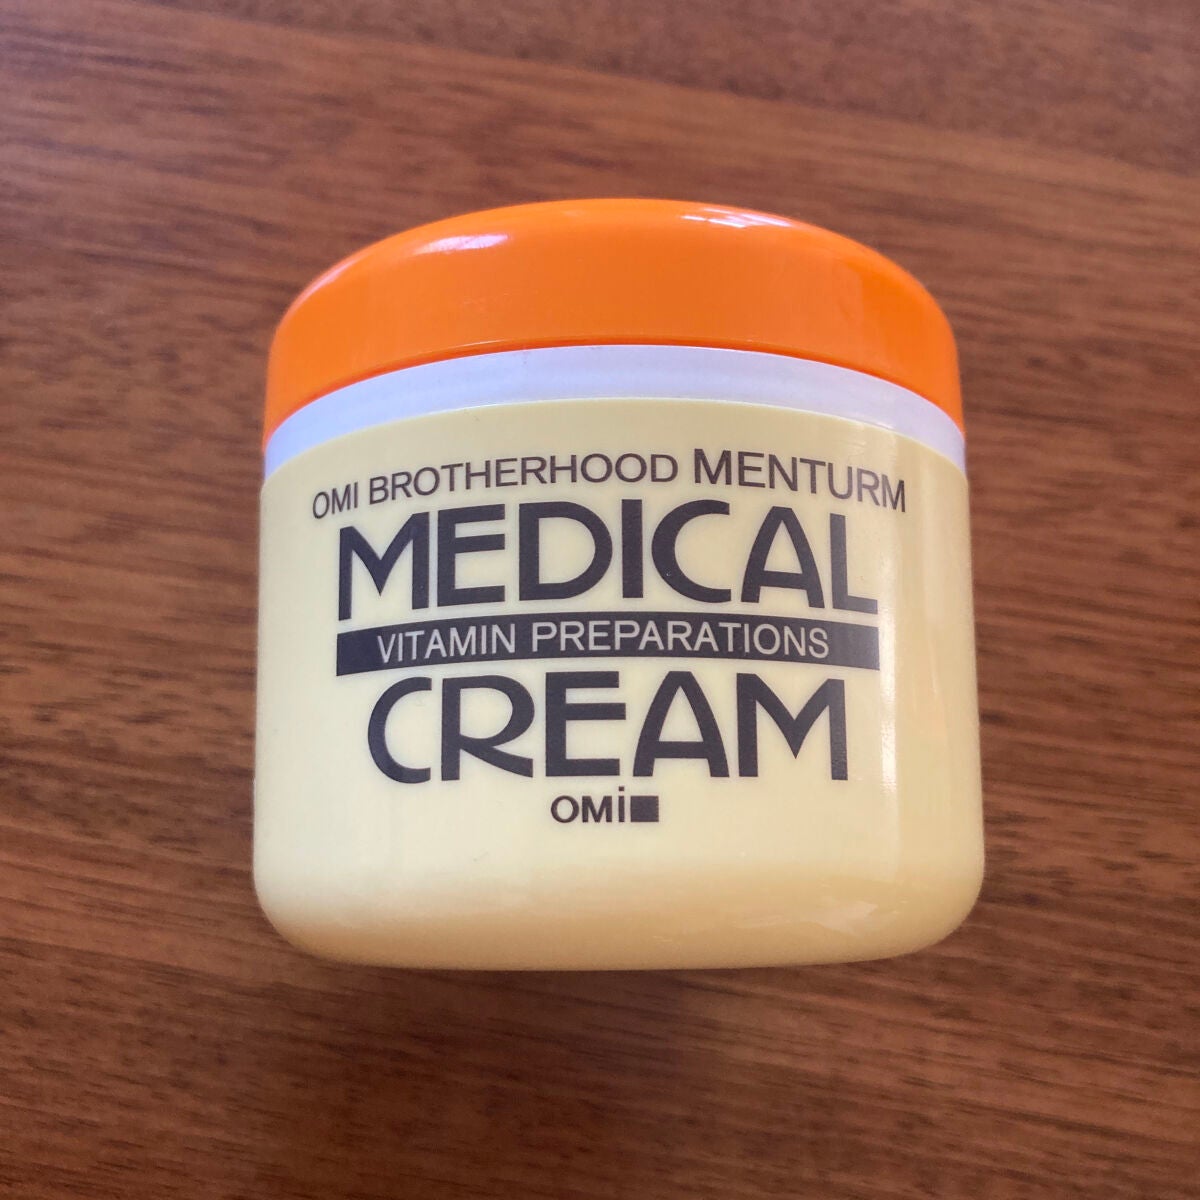 OMI BROTHERHOOD MENTURM
MEDICAL
VITAMIN PREPARATIONS
CREAM
OMi